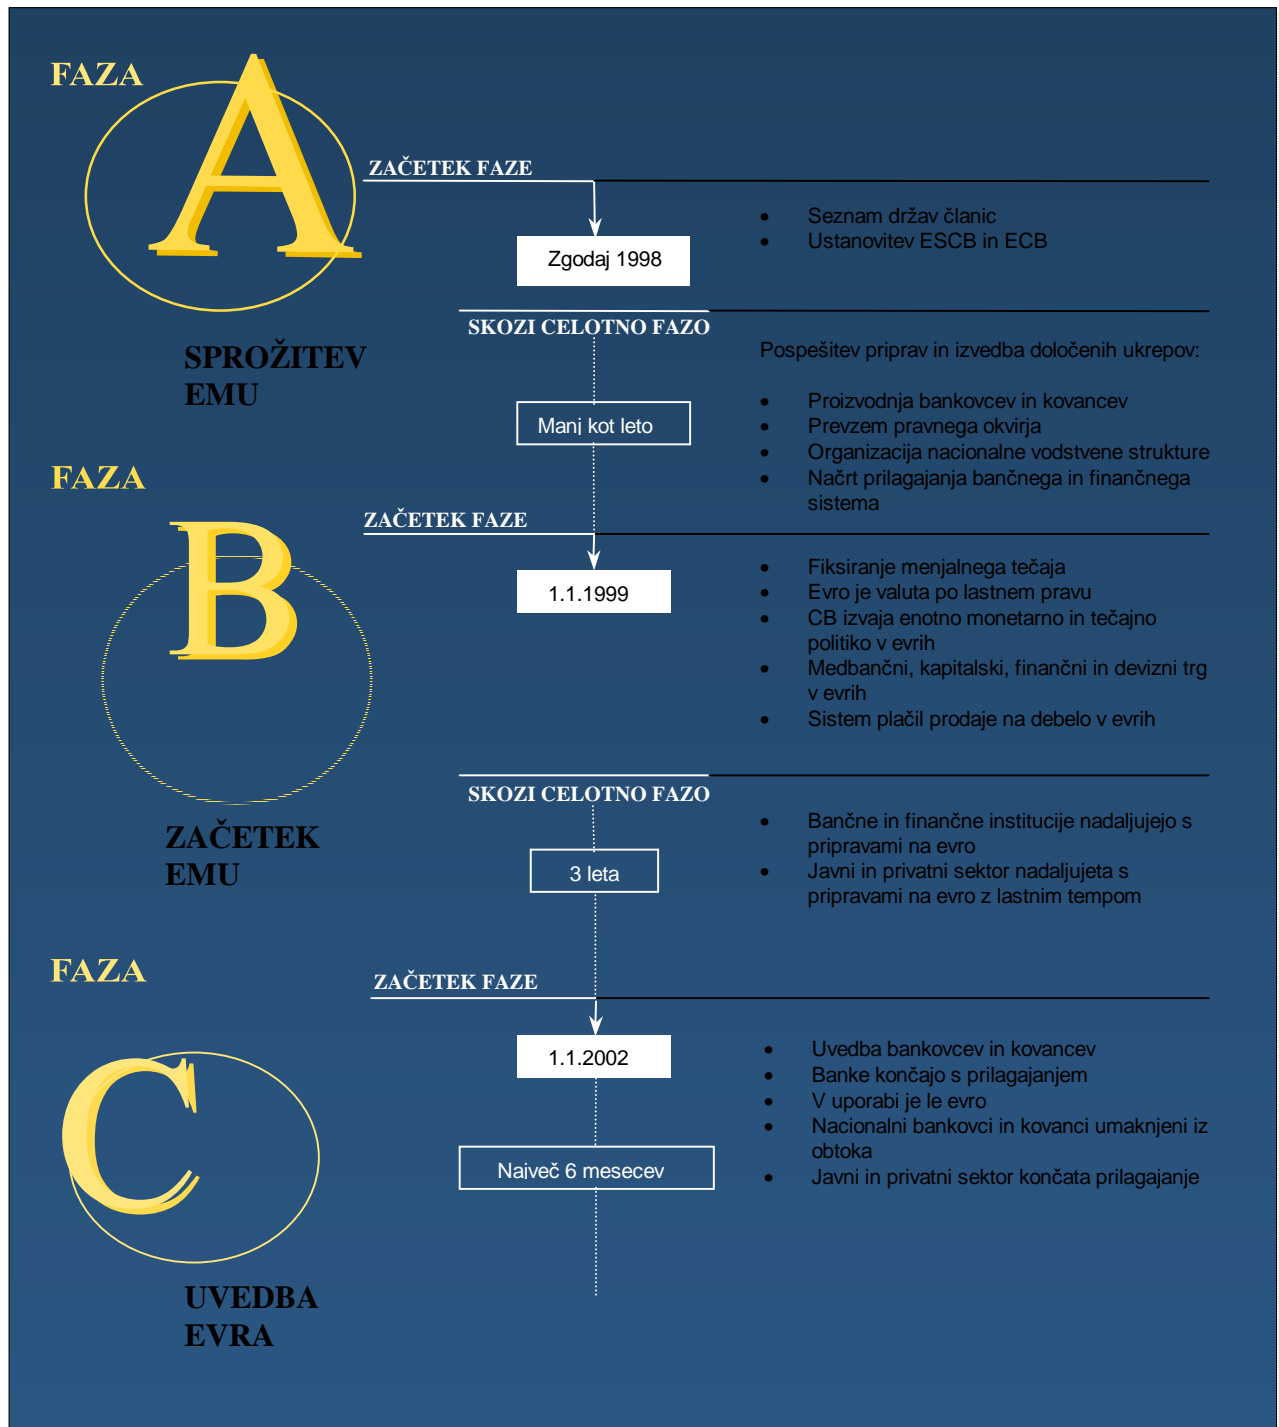 FAZA
A
ZAČETEK FAZE
Zgodaj 1998
• Seznam držav članic
• Ustanovitev ESCB in ECB
SPROŽITEV
EMU
SKOZI CELOTNO FAZO
Manj kot leto
Pospešitev priprav in izvedba določenih ukrepov:
• Proizvodnja bankovcev in kovancev
• Prevzem pravnega okvirja
• Organizacija nacionalne vodstvene strukture
• Načrt prilagajanja bančnega in finančnega
sistema
FAZA
B
ZAČETEK FAZE
1.1.1999
• Fiksiranje menjalnega tečaja
• Evro je valuta po lastnem pravu
• CB izvaja enotno monetarno in tečajno
politiko v evrih
• Medbančni, kapitalski, finančni in devizni trg
v evrih
• Sistem plačil prodaje na debelo v evrih
ZAČETEK
EMU
SKOZI CELOTNO FAZO
3 leta
• Bančne in finančne institucije nadaljujejo s
pripravami na evro
• Javni in privatni sektor nadaljujeta s
pripravami na evro z lastnim tempom
FAZA
C
ZAČETEK FAZE
1.1.2002
Največ 6 mesecev
• Uvedba bankovcev in kovancev
• Banke končajo s prilagajanjem
• V uporabi je le evro
• Nacionalni bankovci in kovanci umaknjeni iz
obtoka
• Javni in privatni sektor končata prilagajanje
UVEDBA
EVRA